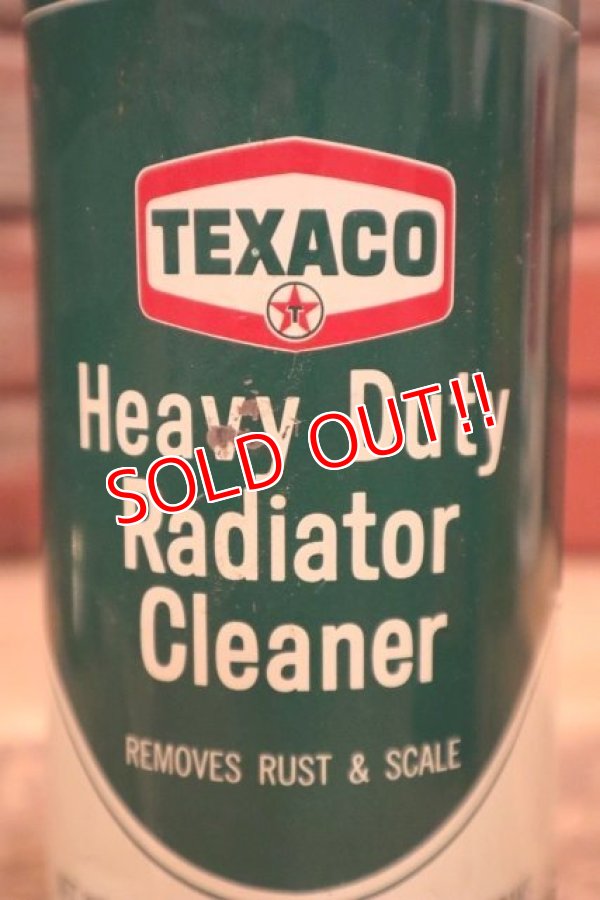 TEXACO
T
Heavy Duty
SOLD OUT!!
Radiator
Cleaner
REMOVES RUST & SCALE